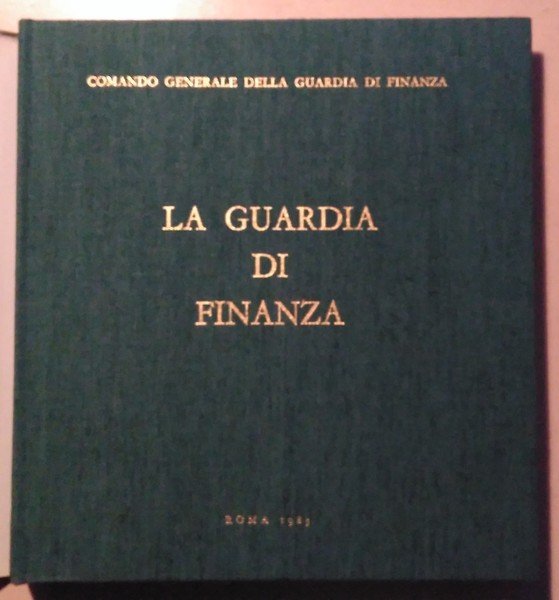 COMANDO GENERALE DELLA GUARDIA DI FINANZA
LA GUARDIA
DI
FINANZA
ROMA